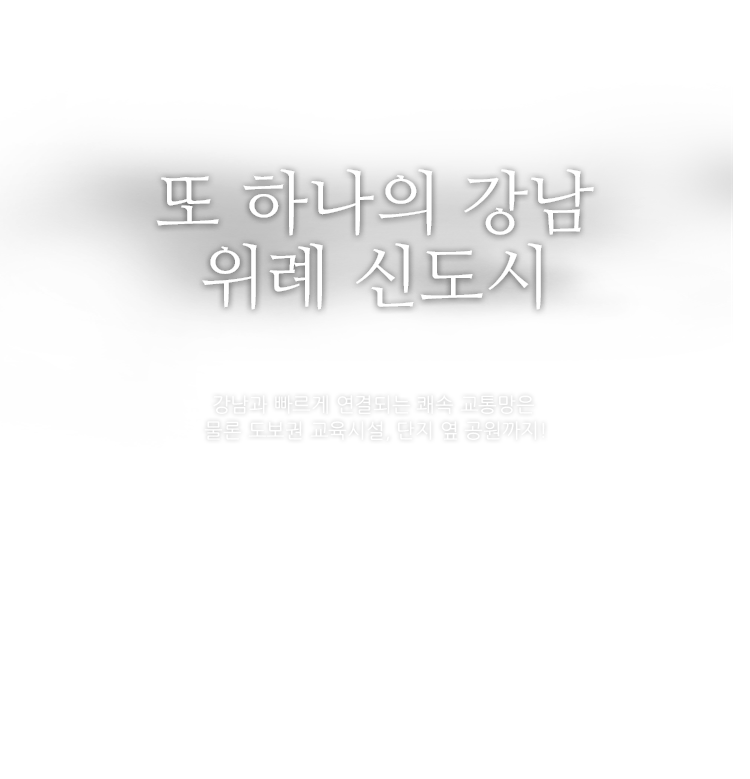 또 하나의 강남
위례 신도시
강남과 빠르게 연결되는 쾌속 교통망은
물론 도보권 교육시설, 단지 옆 공원까지!